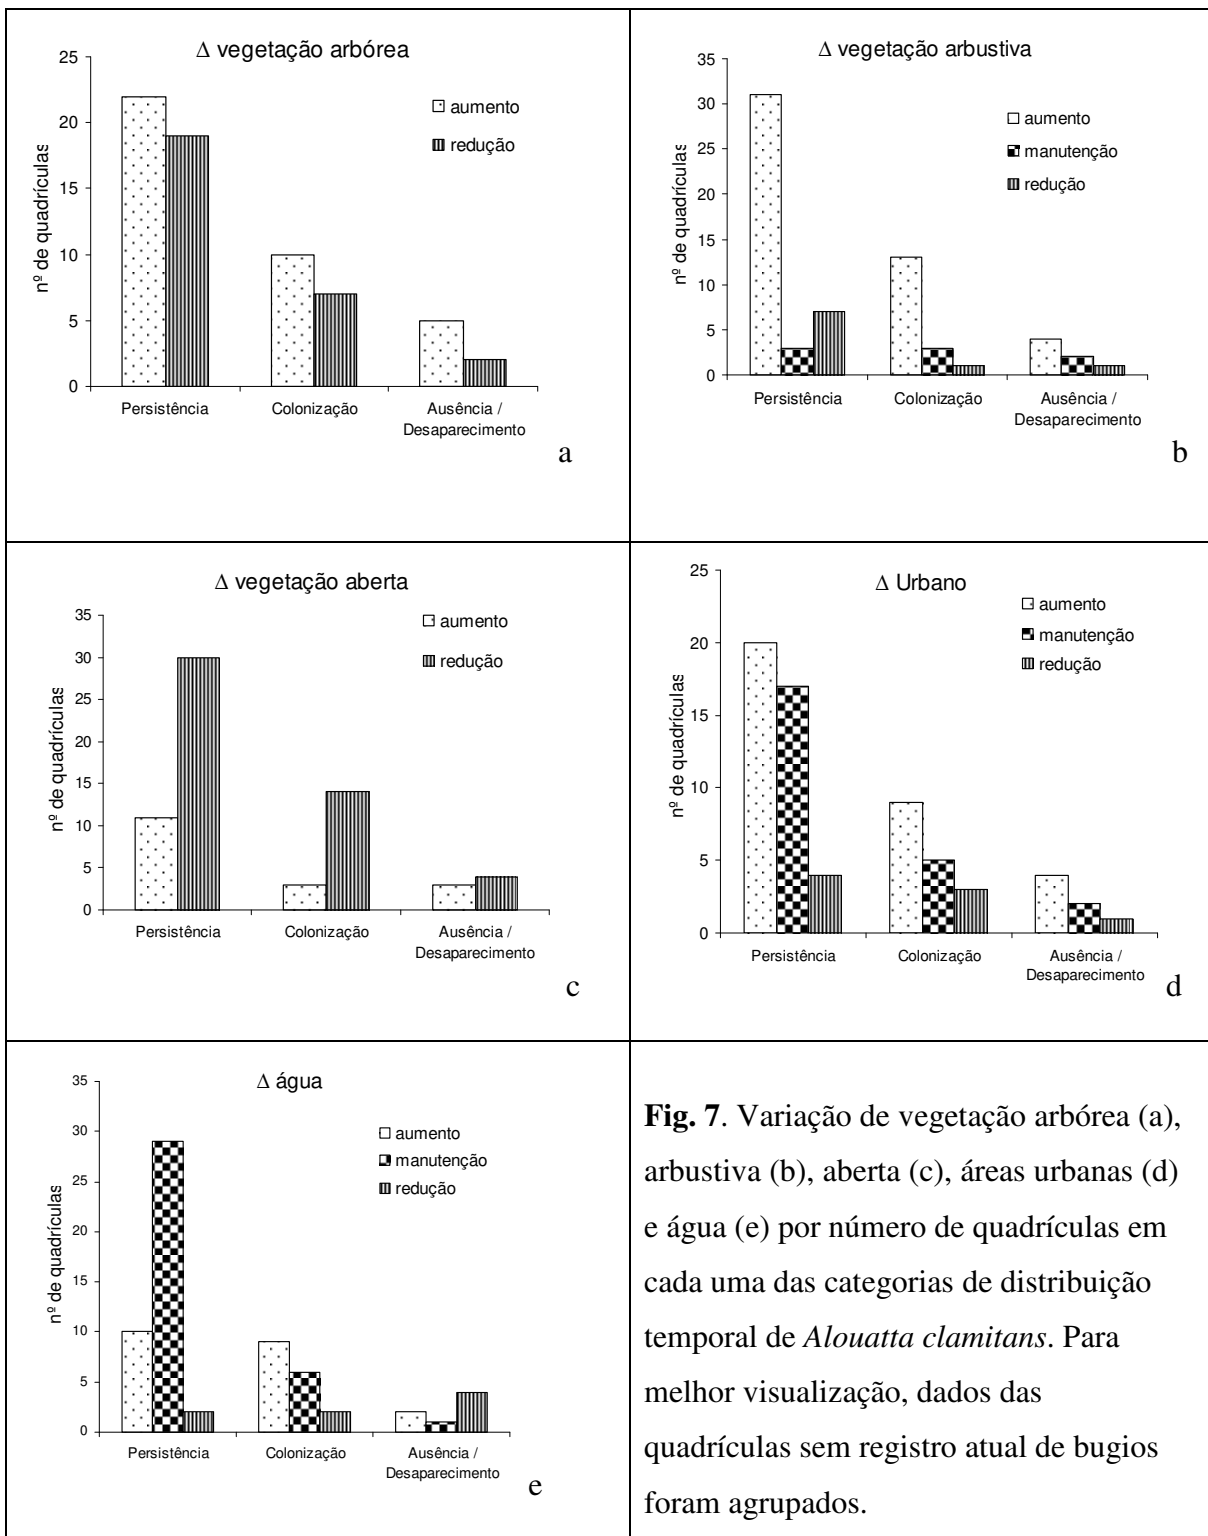 Δ vegetação arbórea
25
20
15
10
5
0
nº de quadrículas
aumento
redução
Persistência
Colonização
Ausência /
Desaparecimento
a
Δ vegetação arbustiva
35
30
25
20
15
10
5
0
nº de quadrículas
aumento
manutenção
redução
Persistência
Colonização
Ausência /
Desaparecimento
b
Δ vegetação aberta
35
30
25
20
15
10
5
0
nº de quadrículas
aumento
redução
Persistência
Colonização
Ausência /
Desaparecimento
c
Δ Urbano
25
20
15
10
5
0
nº de quadrículas
aumento
manutenção
redução
Persistência
Colonização
Ausência /
Desaparecimento
d
Δ água
35
30
25
20
15
10
5
0
nº de quadrículas
aumento
manutenção
redução
Persistência
Colonização
Ausência /
Desaparecimento
e
Fig. 7. Variação de vegetação arbórea (a),
arbustiva (b), aberta (c), áreas urbanas (d)
e água (e) por número de quadrículas em
cada uma das categorias de distribuição
temporal de Alouatta clamitans. Para
melhor visualização, dados das
quadrículas sem registro atual de bugios
foram agrupados.